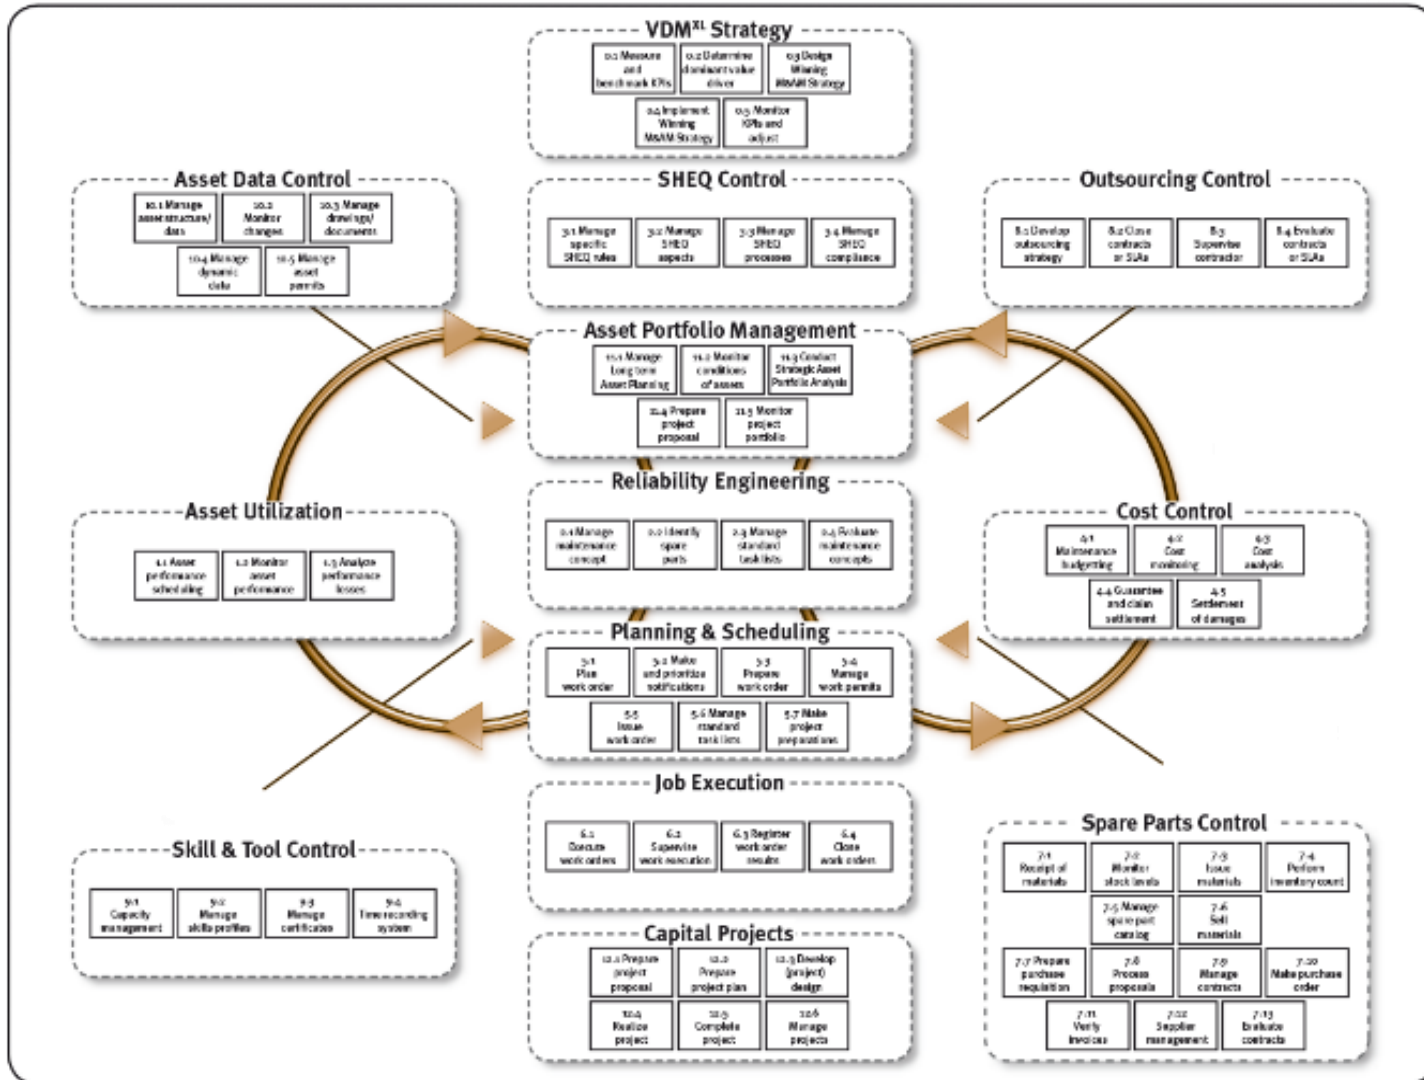 VDMXL Strategy
0.1 Measure
and
benchmark KPIs
0.2 Determine
dominant value
driver
0.3 Design
Winning
M&AM Strategy
0.4 Implement
Winning
M&AM Strategy
0.5 Monitor
KPIs and
adjust
Asset Data Control
10.1 Manage
asset structure/
data
10.2
Monitor
changes
10.3 Manage
drawings/
documents
10.4 Manage
dynamic
data
10.5 Manage
asset
permits
SHEQ Control
3.1 Manage
specific
SHEQ rules
3.2 Manage
SHEQ
aspects
3.3 Manage
SHEQ
processes
3.4 Manage
SHEQ
compliance
Outsourcing Control
8.1 Develop
outsourcing
strategy
8.2 Close
contracts
or SLAs
8.3
Supervise
contractor
8.4 Evaluate
contracts
or SLAs
Asset Portfolio Management
11.1 Manage
Long term
Asset Planning
11.2 Monitor
conditions
of assets
11.3 Conduct
Strategic Asset
Portfolio Analysis
11.4 Prepare
project
proposal
11.5 Monitor
project
portfolio
Asset Utilization
1.1 Asset
performance
scheduling
1.2 Monitor
asset
performance
1.3 Analyze
performance
losses
Reliability Engineering
2.1 Manage
maintenance
concept
2.2 Identify
spare
parts
2.3 Manage
standard
task lists
2.4 Evaluate
maintenance
concepts
Cost Control
4.1
Maintenance
budgetting
4.2
Cost
monitoring
4.3
Cost
analysis
4.4 Guarantee
and claim
settlement
4.5
Settlement
of damages
Planning & Scheduling
5.1
Plan
work order
5.2 Make
and prioritize
notifications
5.3
Prepare
work order
5.4
Manage
work permits
5.5
Issue
work order
5.6 Manage
standard
task lists
5.7 Make
project
preparations
Job Execution
6.1
Execute
work orders
6.2
Supervise
work execution
6.3 Register
work order
results
6.4
Close
work orders
Skill & Tool Control
9.1
Capacity
management
9.2
Manage
skills profiles
9.3
Manage
certificates
9.4
Time recording
system
Capital Projects
12.1 Prepare
project
proposal
12.2
Prepare
project plan
12.3 Develop
(project)
design
12.4
Realize
project
12.5
Complete
project
12.6
Manage
projects
Spare Parts Control
7.1
Receipt of
materials
7.2
Monitor
stock levels
7.3
Issue
materials
7.4
Perform
inventory count
7.5 Manage
spare part
catalog
7.6
Sell
materials
7.7 Prepare
purchase
requisition
7.8
Process
proposals
7.9
Manage
contracts
7.10
Make purchase
order
7.11
Verify
Invoices
7.12
Supplier
management
7.13
Evaluate
contracts